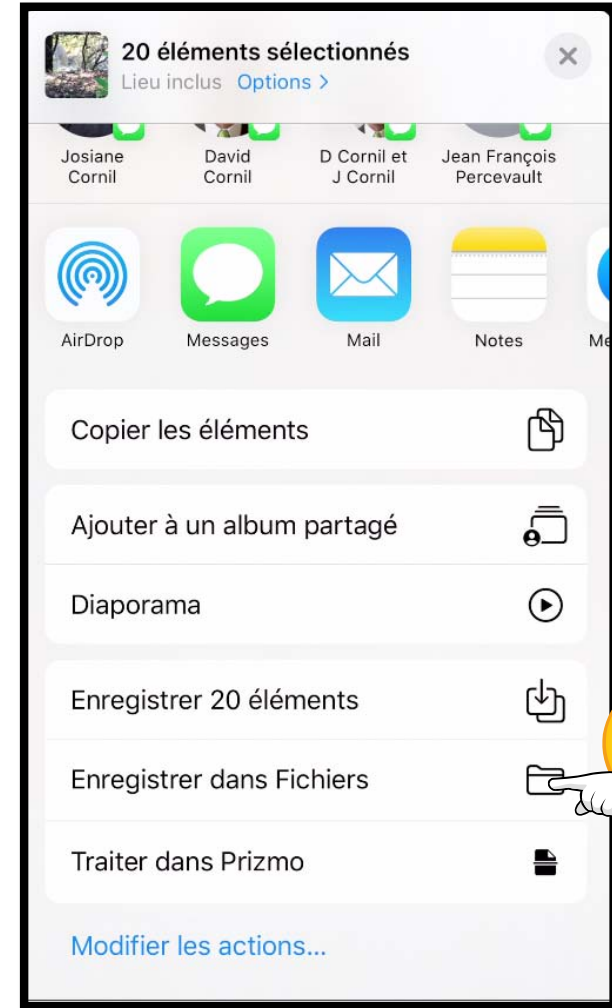 20 éléments sélectionnés
Lieu inclus Options >
Josiane
Cornil
David
Cornil
D Cornil et
J Cornil
Jean François
Percevault
AirDrop
Messages
Mail
Notes
Copier les éléments
Ajouter à un album partagé
Diaporama
Enregistrer 20 éléments
Enregistrer dans Fichiers
Traiter dans Prizmo
Modifier les actions...